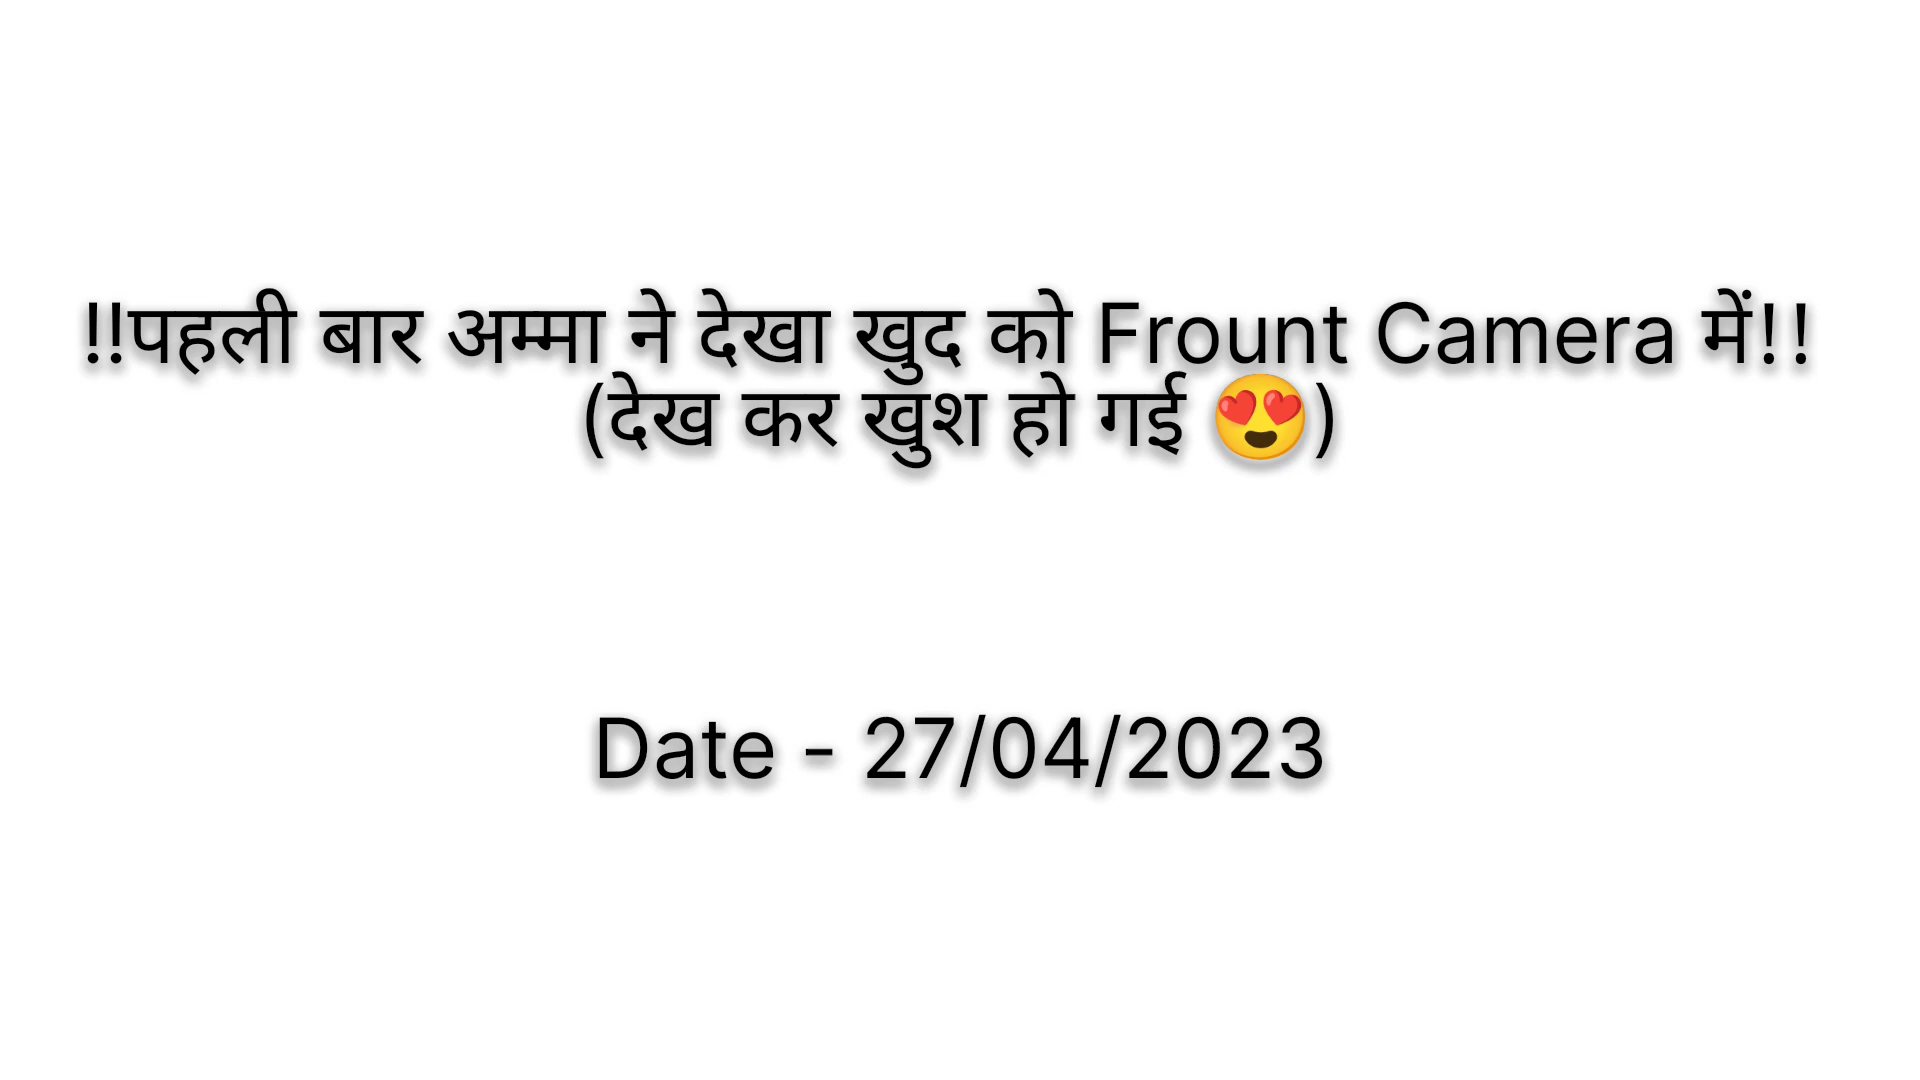 !!पहली बार अम्मा ने देखा खुद को Frount Camera में!!
(देख कर खुश हो गई 😍)
Date - 27/04/2023